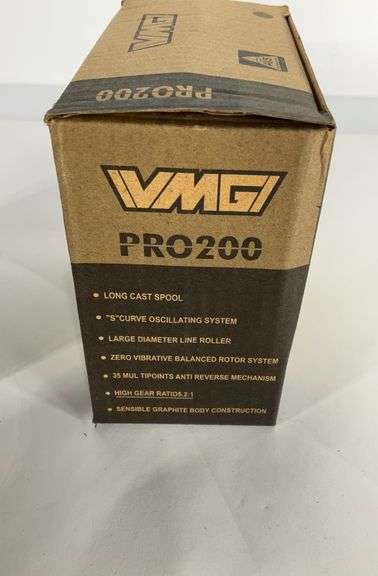 VMG
PRO200
VMG
PRO200
LONG CAST SPOOL
"S"CURVE OSCILLATING SYSTEM
LARGE DIAMETER LINE ROLLER
ZERO VIBRATIVE BALANCED ROTOR SYSTEM
35 MUL TIPOINTS ANTI REVERSE MECHANISM
HIGH GEAR RATIO5.2:1
SENSIBLE GRAPHITE BODY CONSTRUCTION